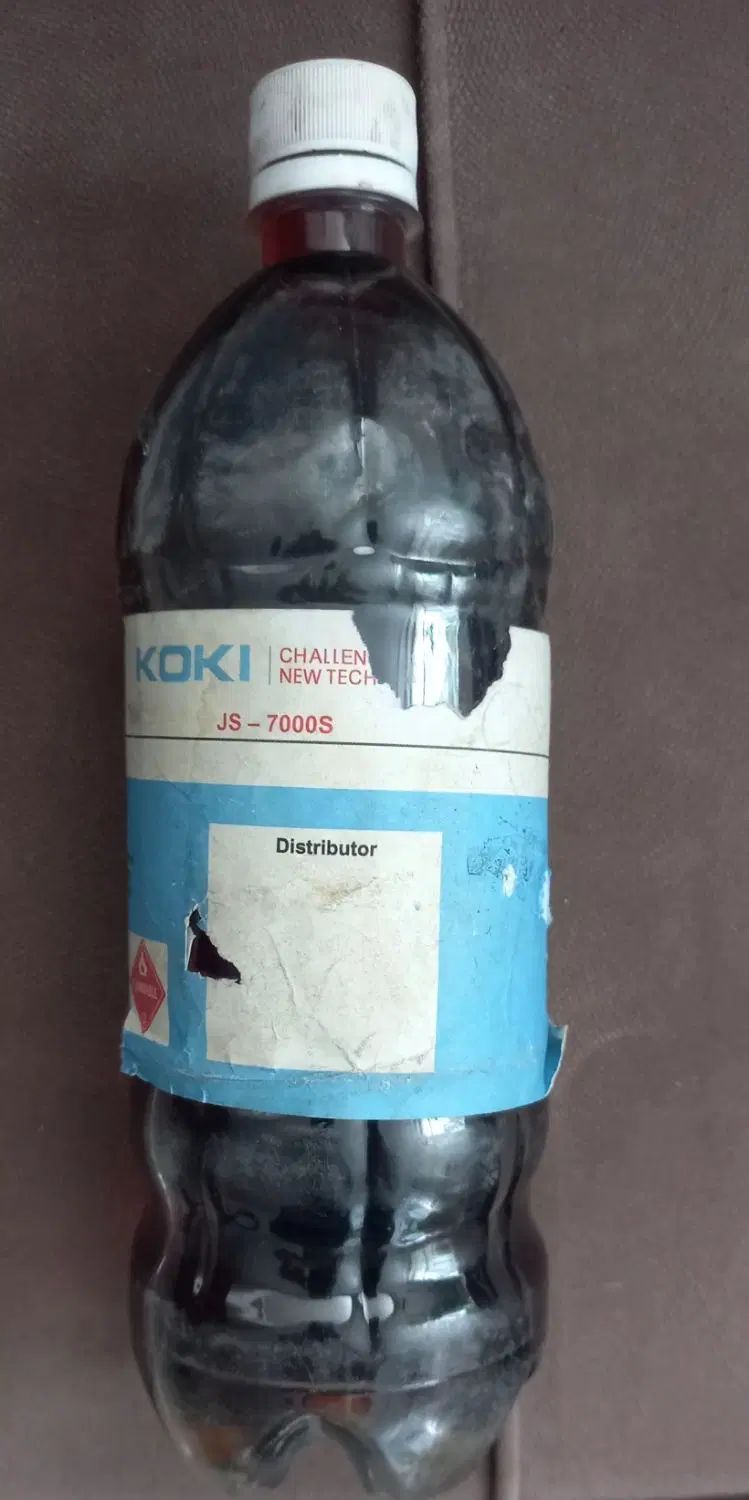 KOKI
CHALLEN
NEW TECH
JS – 7000S
Distributor